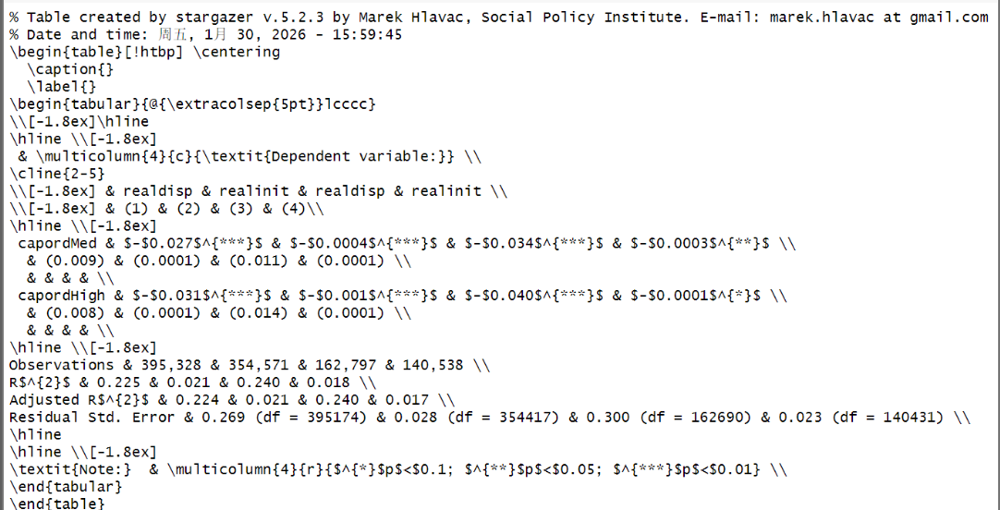 % Table created by stargazer v.5.2.3 by Marek Hlavac, Social Policy Institute. E-mail: marek.hlavac at gmail.com
% Date and time: 周五, 1月 30, 2026 - 15:59:45
\begin{table}[!htbp] \centering
  \caption{}
  \label{}
\begin{tabular}{@{\extracolsep{5pt}}lcccc}
\\[-1.8ex]\hline
\hline \\[-1.8ex]
 & \multicolumn{4}{c}{\textit{Dependent variable:}} \\
\cline{2-5}
\\[-1.8ex] & realdisp & realinit & realdisp & realinit \\
\\[-1.8ex] & (1) & (2) & (3) & (4)\\
\hline \\[-1.8ex]
 capordMed & $-$0.027$^{***}$ & $-$0.0004$^{***}$ & $-$0.034$^{***}$ & $-$0.0003$^{**}$ \\
  & (0.009) & (0.0001) & (0.011) & (0.0001) \\
  & & & & \\
 capordHigh & $-$0.031$^{***}$ & $-$0.001$^{***}$ & $-$0.040$^{***}$ & $-$0.0001$^{*}$ \\
  & (0.008) & (0.0001) & (0.014) & (0.0001) \\
  & & & & \\
\hline \\[-1.8ex]
Observations & 395,328 & 354,571 & 162,797 & 140,538 \\
R$^{2}$ & 0.225 & 0.021 & 0.240 & 0.018 \\
Adjusted R$^{2}$ & 0.224 & 0.021 & 0.240 & 0.017 \\
Residual Std. Error & 0.269 (df = 395174) & 0.028 (df = 354417) & 0.300 (df = 162690) & 0.023 (df = 140431) \\
\hline
\hline \\[-1.8ex]
\textit{Note:}  & \multicolumn{4}{r}{$^{*}$p$<$0.1; $^{**}$p$<$0.05; $^{***}$p$<$0.01} \\
\end{tabular}
\end{table}